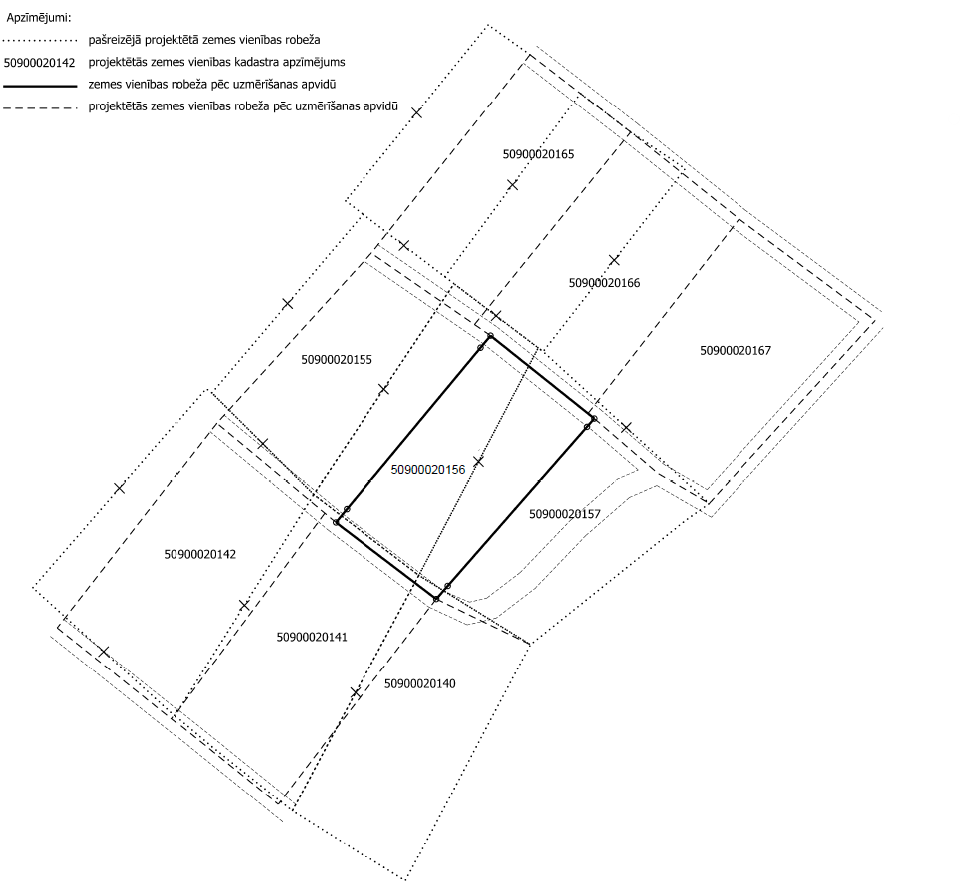 Apzīmējumi:
pašreizējā projektētā zemes vienības robeža
50900020142 projektētās zemes vienības kadastra apzīmējums
zemes vienības robeža pēc uzmērīšanas apvidū
projektētās zemes vienības robeža pēc uzmērīšanas apvidū
50900020165
50900020166
50900020167
50900020155
50900020156
50900020157
50900020142
50900020141
50900020140